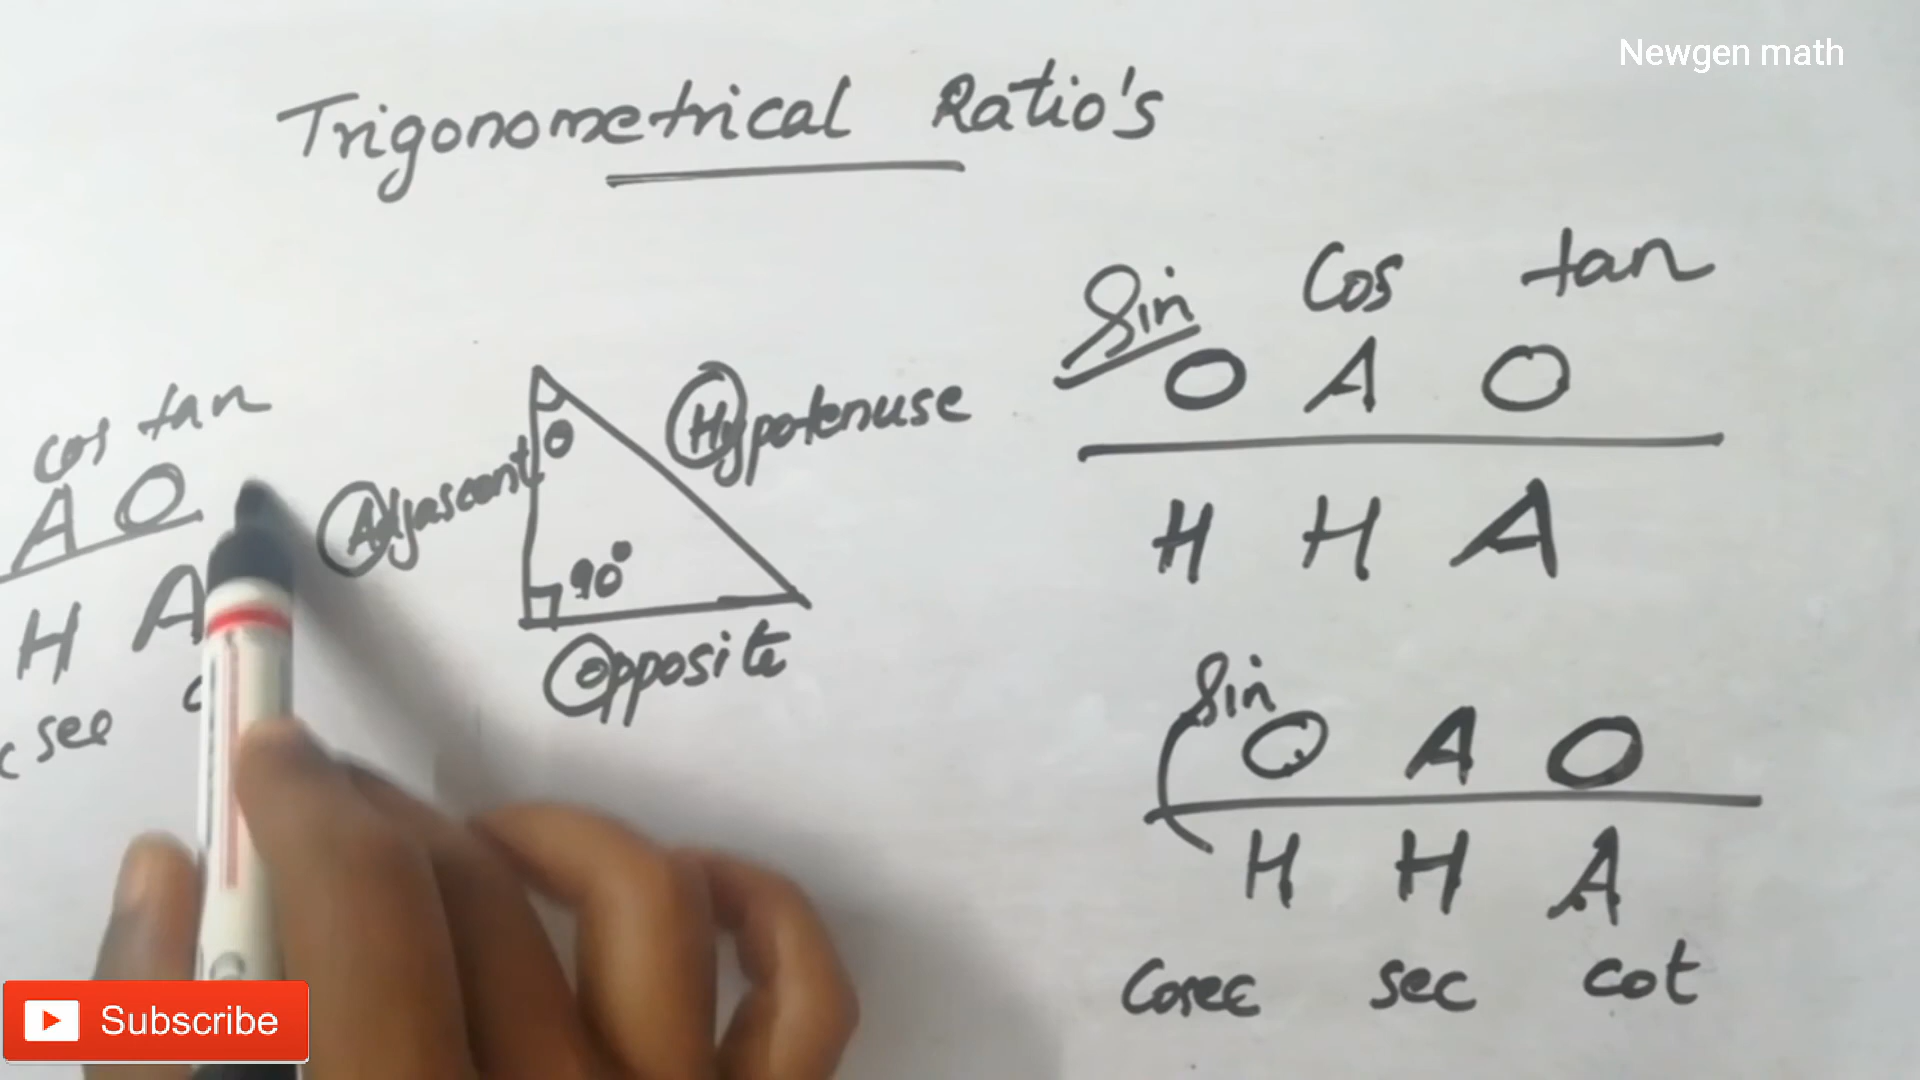 Newgen math
Trigonometrical Ratio's
Sin Cos tan
O A O
H H A
cos tan
A O
H A
sec
θ
Hypotenuse
Adjascent
90°
Opposite
Sin
O A O
H H A
Cosec sec cot
Subscribe